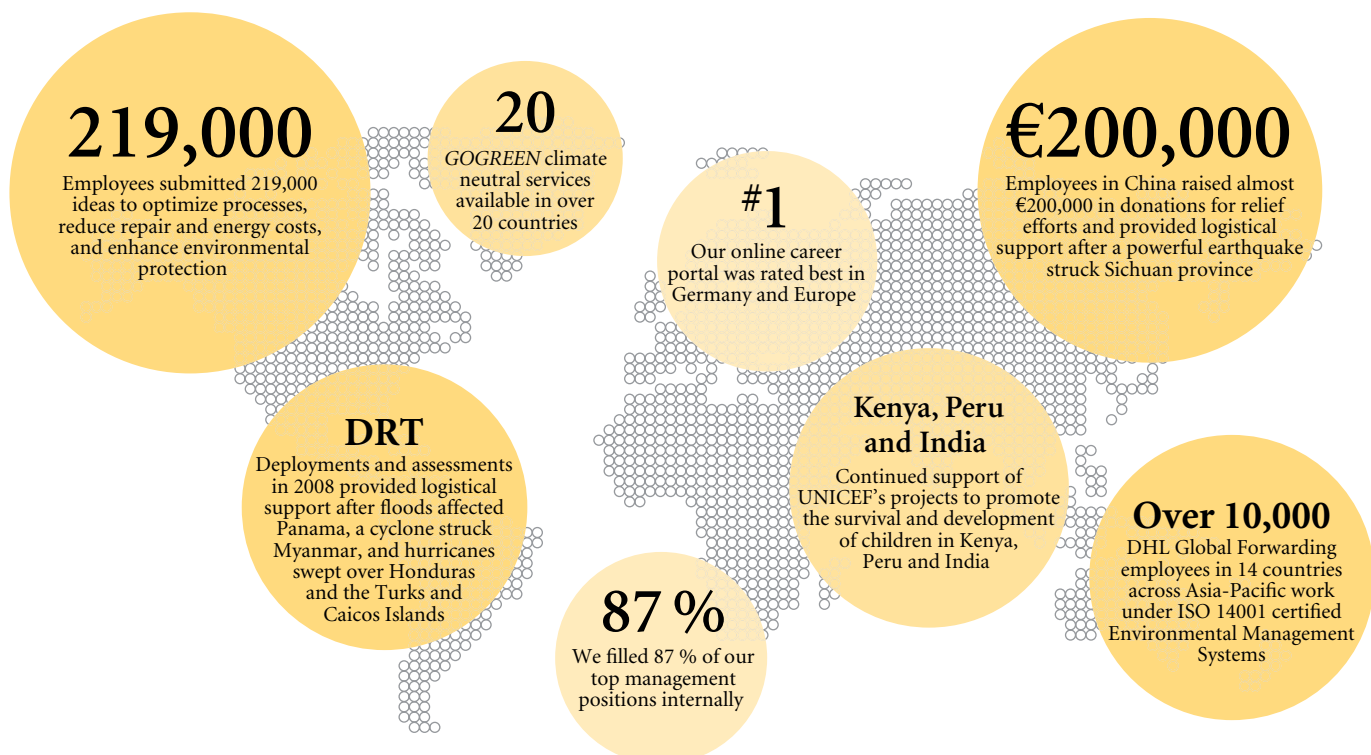 219,000
Employees submitted 219,000
ideas to optimize processes,
reduce repair and energy costs,
and enhance environmental
protection
20
GOGREEN climate
neutral services
available in over
20 countries
#1
Our online career
portal was rated best in
Germany and Europe
€200,000
Employees in China raised almost
€200,000 in donations for relief
efforts and provided logistical
support after a powerful earthquake
struck Sichuan province
DRT
Deployments and assessments
in 2008 provided logistical
support after floods affected
Panama, a cyclone struck
Myanmar, and hurricanes
swept over Honduras
and the Turks and
Caicos Islands
87 %
We filled 87 % of our
top management
positions internally
Kenya, Peru
and India
Continued support of
UNICEF's projects to promote
the survival and development
of children in Kenya,
Peru and India
Over 10,000
DHL Global Forwarding
employees in 14 countries
across Asia-Pacific work
under ISO 14001 certified
Environmental Management
Systems